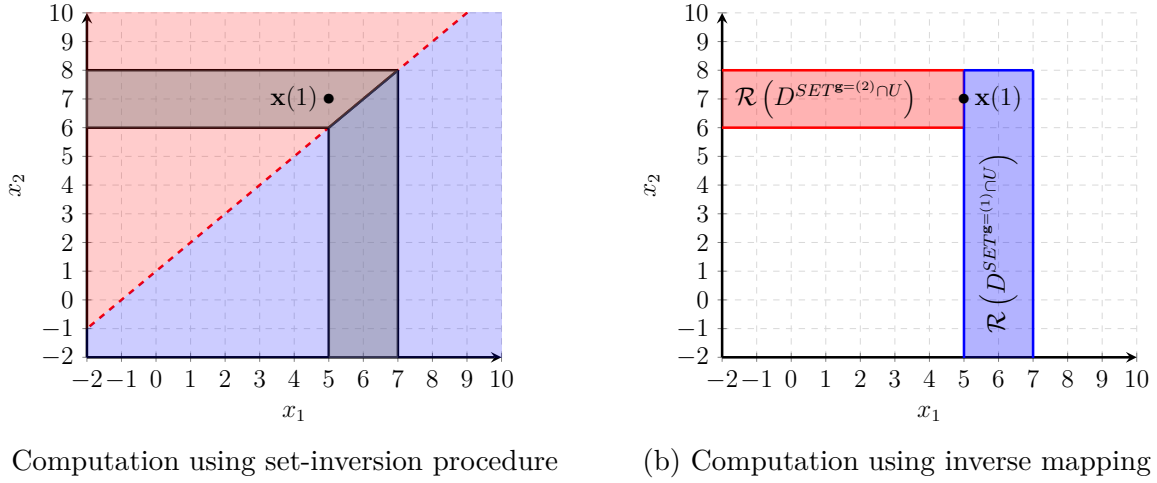 10
9
8
7
6
5
4
3
2
1
0
−1
−2
x₂
x(1)
−2 −1 0 1 2 3 4 5 6 7 8 9 10
x₁
Computation using set-inversion procedure
10
9
8
7
6
5
4
3
2
1
0
−1
−2
x₂
R (D^{SET^{g=(2)}∩U})
x(1)
R (D^{SET^{g=(1)}∩U})
−2 −1 0 1 2 3 4 5 6 7 8 9 10
x₁
(b) Computation using inverse mapping